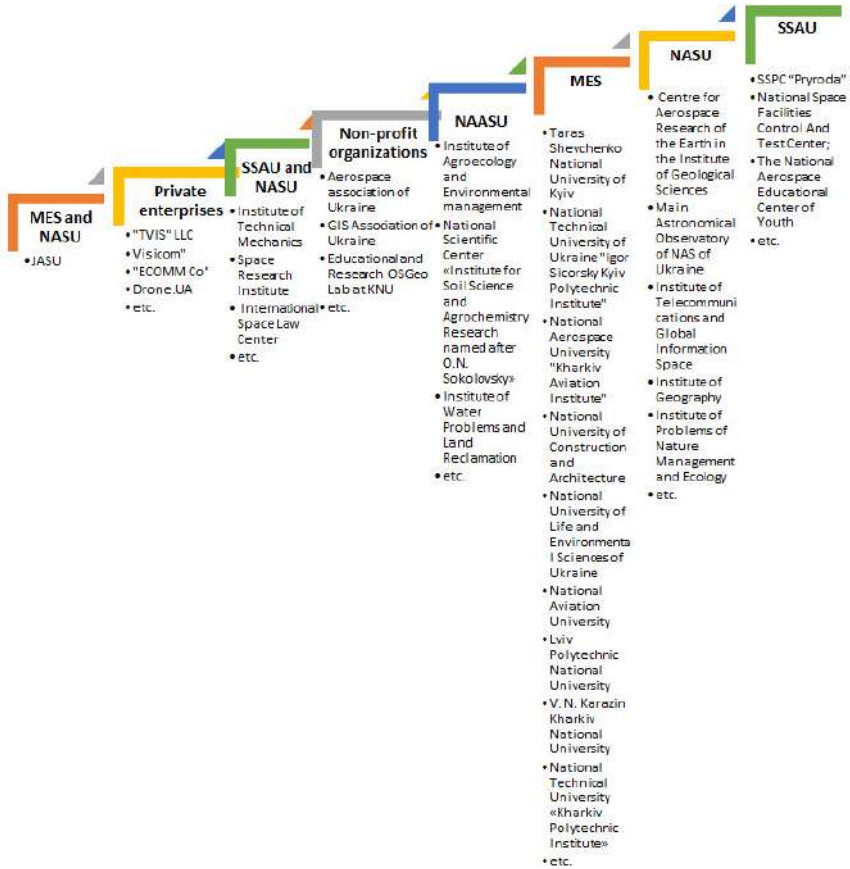 MES and
NASU
•JASU
Private
enterprises
•"TVIS" LLC
•Visicom"
•"ECOMM Co"
•Drone.UA
•etc.
SSAU and
NASU
•Institute of
Technical
Mechanics
•Space
Research
Institute
• International
Space Law
Center
•etc.
Non-profit
organizations
•Aerospace
association of
Ukraine
•GIS Association of
Ukraine
•Educational and
Research OSGeo
Lab at KNU
•etc.
NAASU
•Institute of
Agroecology
and
Environmental
management
•National
Scientific
Center
«Institute for
Soil Science
and
Agrochemistry
Research
named after
O.N.
Sokolovsky»
•Institute of
Water
Problems and
Land
Reclamation
•etc.
MES
•Taras
Shevchenko
National
University of
Kyiv
•National
Technical
University of
Ukraine "Igor
Sicorsky Kyiv
Polytechnic
Institute"
•National
Aerospace
University
"Kharkiv
Aviation
Institute"
•National
University of
Construction
and
Architecture
•National
University of
Life and
Environmenta
l Sciences of
Ukraine
•National
Aviation
University
•Lviv
Polytechnic
National
University
•V. N. Karazin
Kharkiv
National
University
•National
Technical
University
«Kharkiv
Polytechnic
Institute»
•etc.
NASU
• Centre for
Aerospace
Research of
the Earth in
the Institute
of Geological
Sciences
•Main
Astronomical
Observatory
of NAS of
Ukraine
•Institute of
Telecommuni
cations and
Global
Information
Space
•Institute of
Geography
•Institute of
Problems of
Nature
Management
and Ecology
•etc.
SSAU
•SSPC "Pryroda"
•National Space
Facilities
Control And
Test Center;
•The National
Aerospace
Educational
Center of
Youth
•etc.